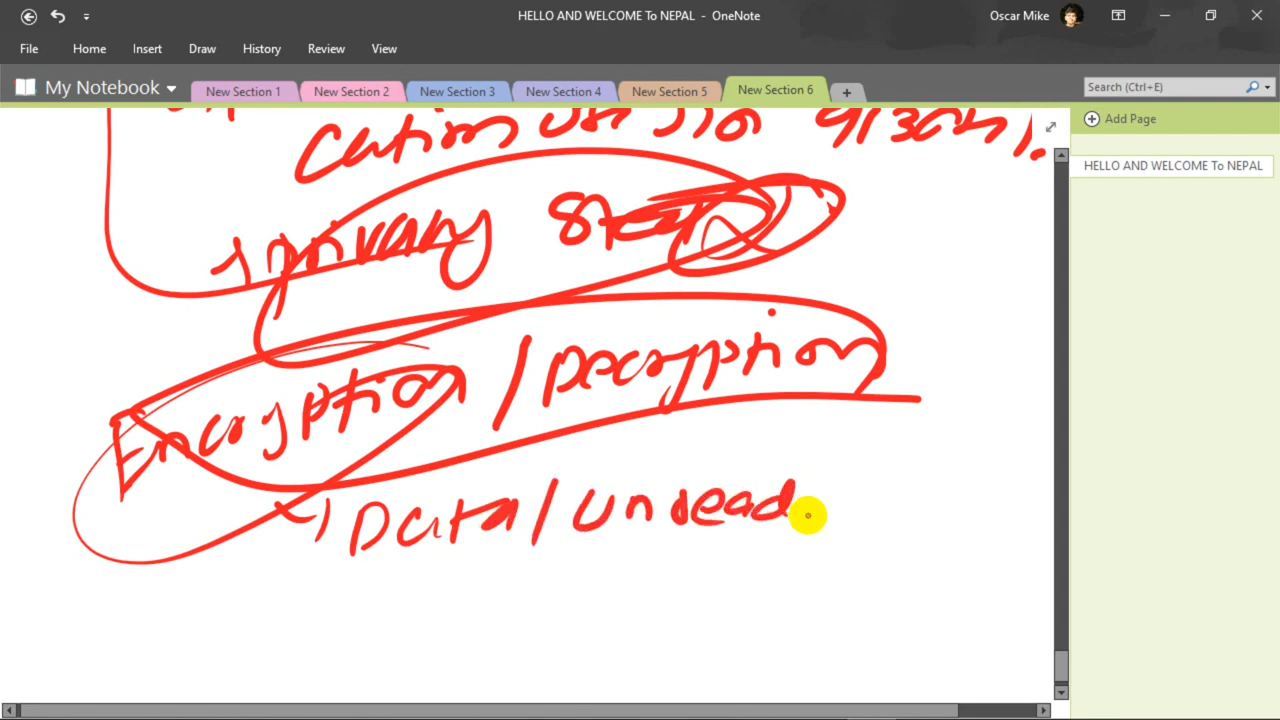 HELLO AND WELCOME To NEPAL - OneNote
Oscar Mike
File Home Insert Draw History Review View
My Notebook
New Section 1 New Section 2 New Section 3 New Section 4 New Section 5 New Section 6
Search (Ctrl+E)
Add Page
HELLO AND WELCOME To NEPAL
cation
privacy
Encryption / Decryption
Data / unread